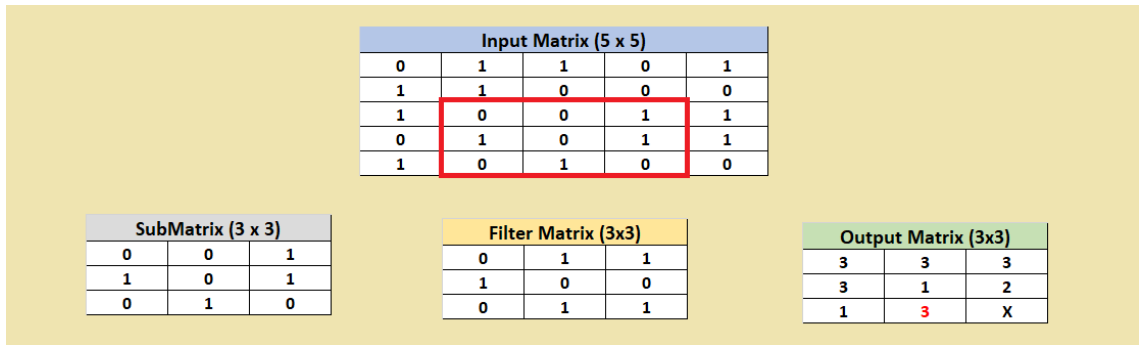 Input Matrix (5 x 5)
0 1 1 0 1
1 1 0 0 0
1 0 0 1 1
0 1 0 1 1
1 0 1 0 0
SubMatrix (3 x 3)
0 0 1
1 0 1
0 1 0
Filter Matrix (3x3)
0 1 1
1 0 0
0 1 1
Output Matrix (3x3)
3 3 3
3 1 2
1 3 X